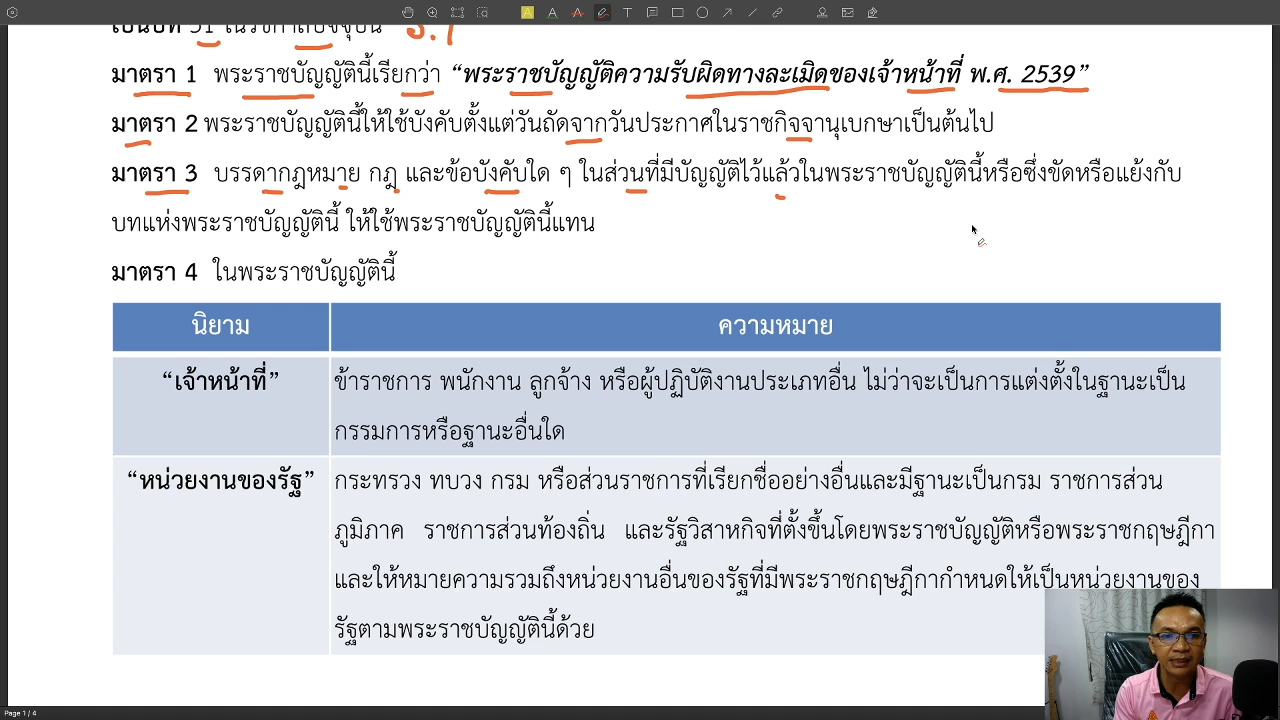 เป็นปีที่ 51 ในรัชกาลปัจจุบัน ร.9
มาตรา 1 พระราชบัญญัตินี้เรียกว่า “พระราชบัญญัติความรับผิดทางละเมิดของเจ้าหน้าที่ พ.ศ. 2539”
มาตรา 2 พระราชบัญญัตินี้ให้ใช้บังคับตั้งแต่วันถัดจากวันประกาศในราชกิจจานุเบกษาเป็นต้นไป
มาตรา 3 บรรดากฎหมาย กฎ และข้อบังคับใด ๆ ในส่วนที่มีบัญญัติไว้แล้วในพระราชบัญญัตินี้หรือซึ่งขัดหรือแย้งกับ
บทแห่งพระราชบัญญัตินี้ ให้ใช้พระราชบัญญัตินี้แทน
มาตรา 4 ในพระราชบัญญัตินี้
นิยาม ความหมาย
“เจ้าหน้าที่” ข้าราชการ พนักงาน ลูกจ้าง หรือผู้ปฏิบัติงานประเภทอื่น ไม่ว่าจะเป็นการแต่งตั้งในฐานะเป็น
กรรมการหรือฐานะอื่นใด
“หน่วยงานของรัฐ” กระทรวง ทบวง กรม หรือส่วนราชการที่เรียกชื่ออย่างอื่นและมีฐานะเป็นกรม ราชการส่วน
ภูมิภาค ราชการส่วนท้องถิ่น และรัฐวิสาหกิจที่ตั้งขึ้นโดยพระราชบัญญัติหรือพระราชกฤษฎีกา
และให้หมายความรวมถึงหน่วยงานอื่นของรัฐที่มีพระราชกฤษฎีกากำหนดให้เป็นหน่วยงานของ
รัฐตามพระราชบัญญัตินี้ด้วย
Page 1 / 4